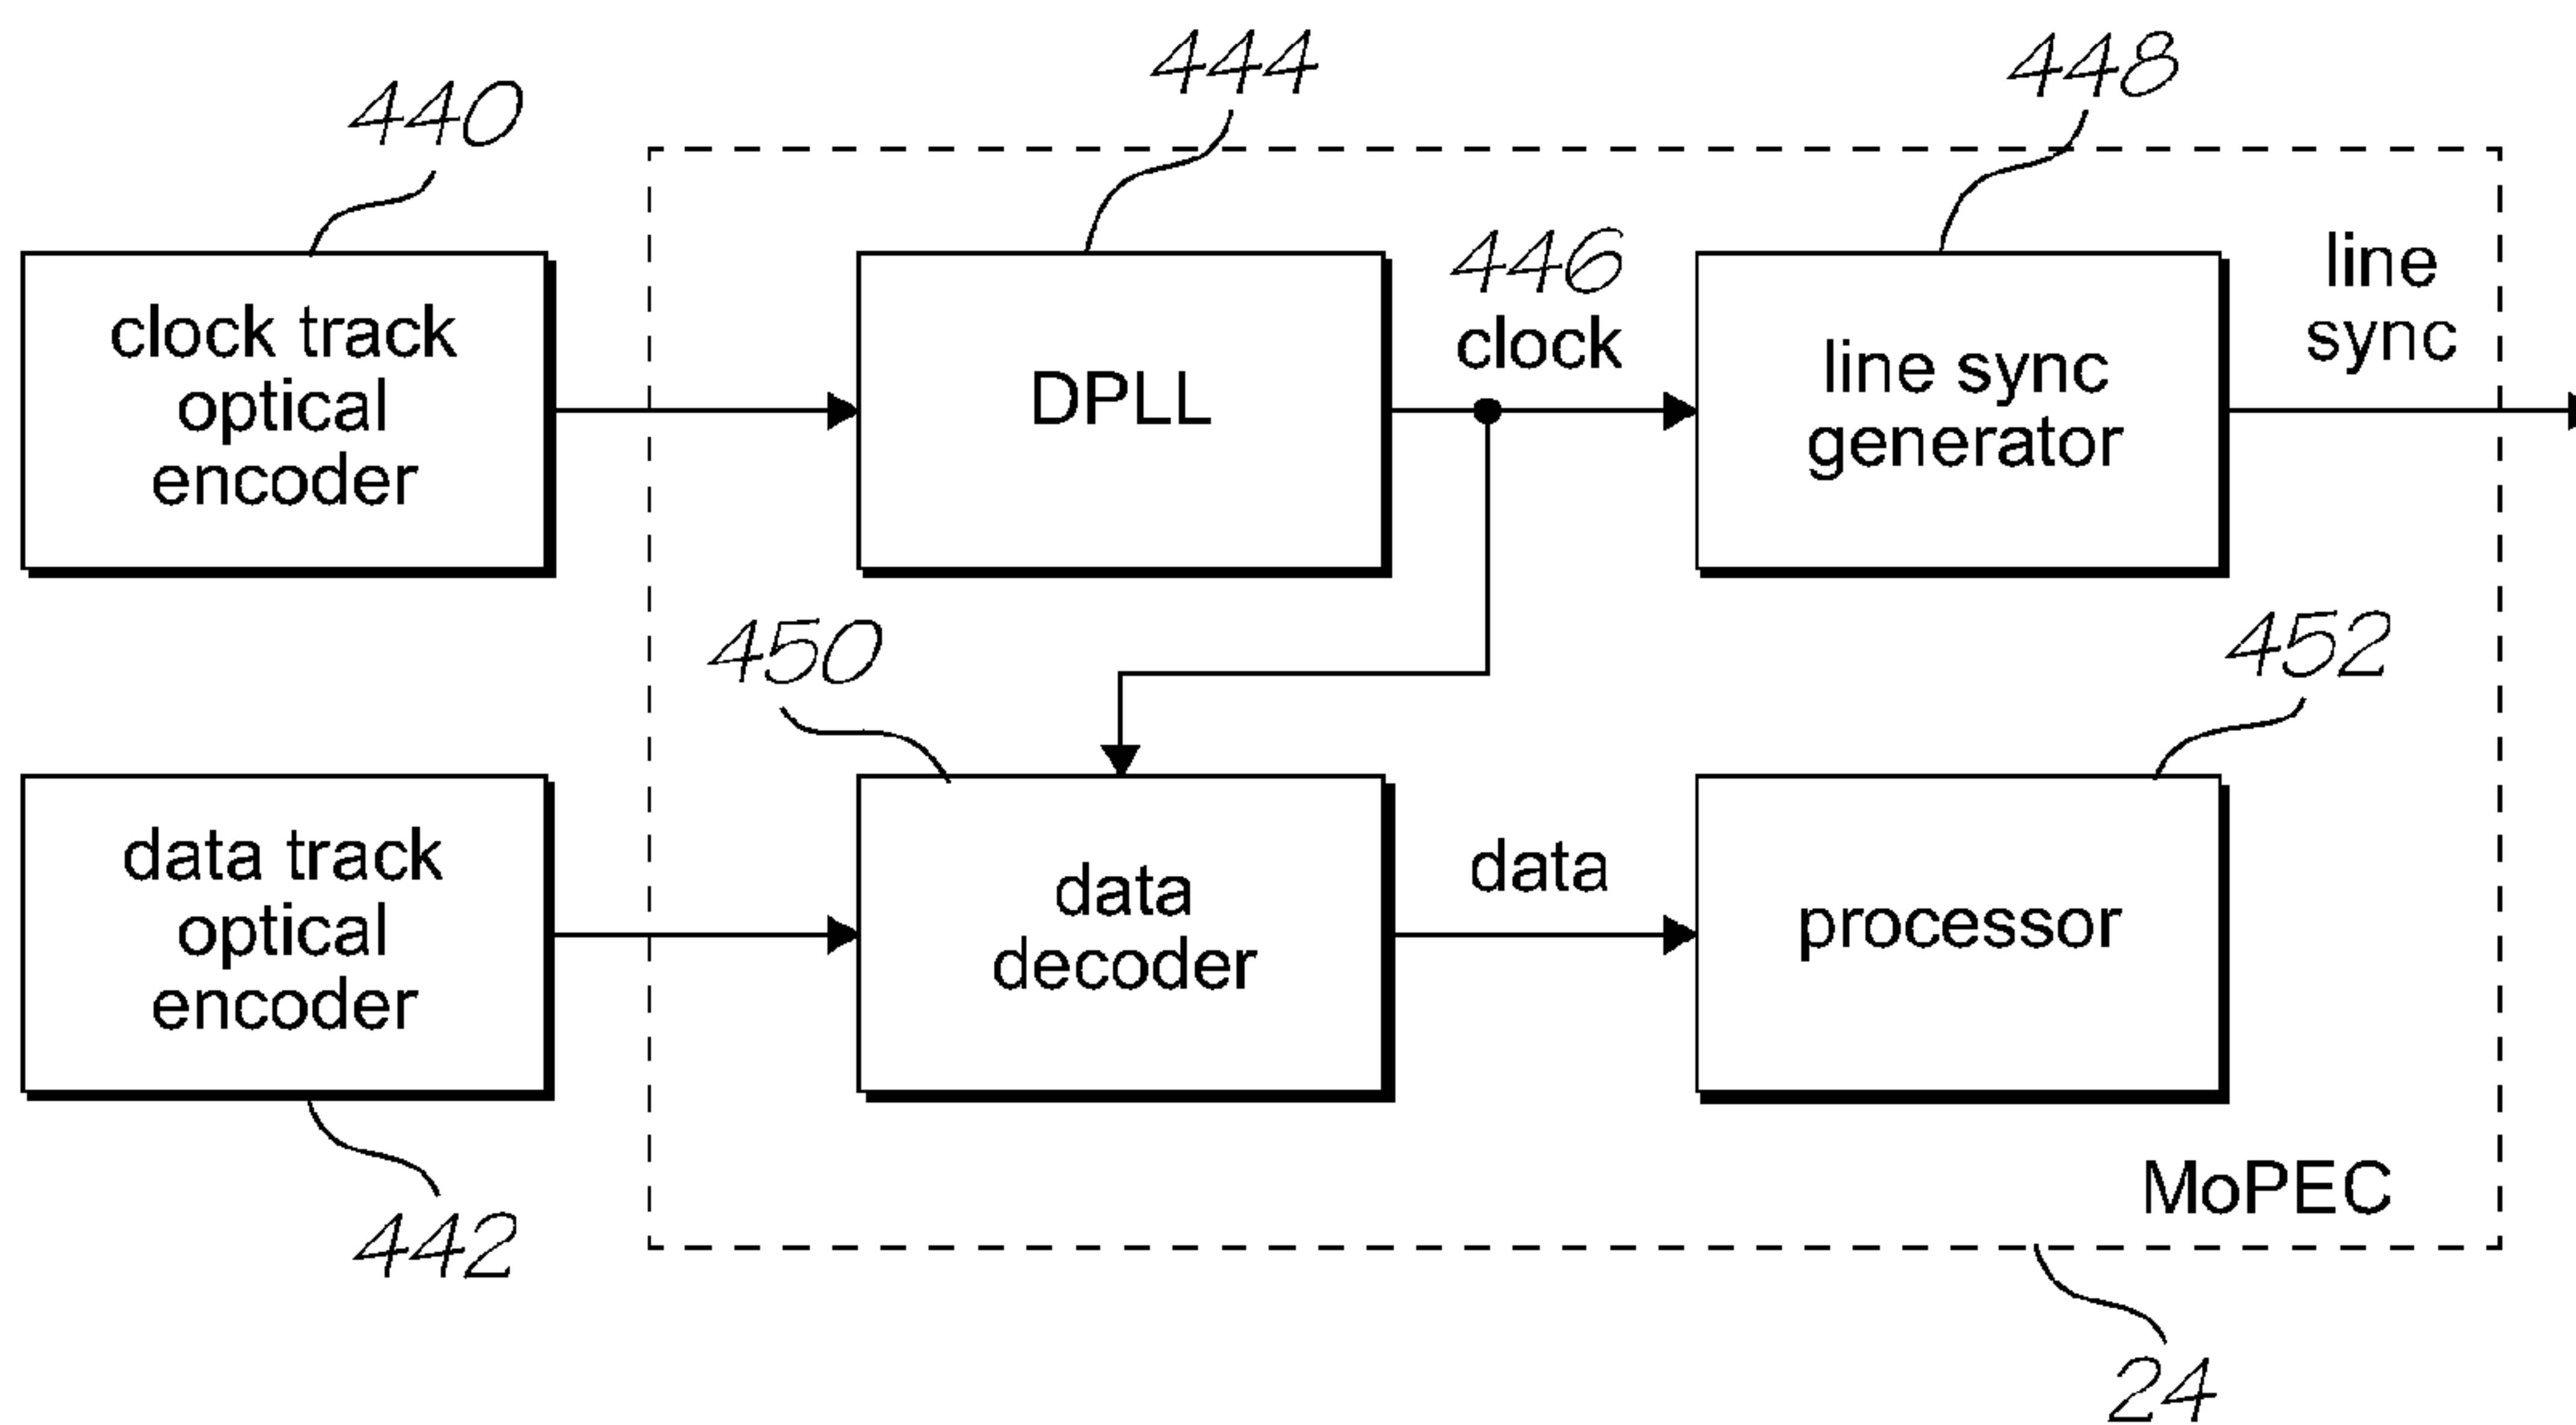 444
448
440
446
clock
line
sync
clock track
optical
encoder
DPLL
line sync
generator
450
452
data track
optical
encoder
data
decoder
data
processor
MoPEC
442
24